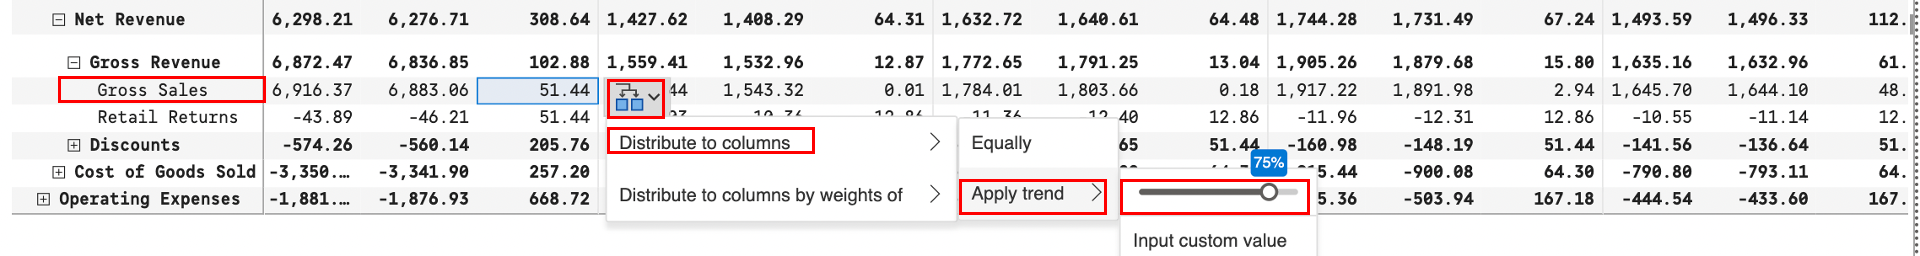 Net Revenue 6,298.21 6,276.71 308.64 1,427.62 1,408.29 64.31 1,632.72 1,640.61 64.48 1,744.28 1,731.49 67.24 1,493.59 1,496.33 112.
Gross Revenue 6,872.47 6,836.85 102.88 1,559.41 1,532.96 12.87 1,772.65 1,791.25 13.04 1,905.26 1,879.68 15.80 1,635.16 1,632.96 61.
Gross Sales 6,916.37 6,883.06 51.44 44 1,543.32 0.01 1,784.01 1,803.66 0.18 1,917.22 1,891.98 2.94 1,645.70 1,644.10 48.
Retail Returns -43.89 -46.21 51.44 12.86 -11.96 -12.31 12.86 -10.55 -11.14 12.
Discounts -574.26 -560.14 205.76 65 51.44 -160.98 -148.19 51.44 -141.56 -136.64 51.
Distribute to columns Equally
75%
Cost of Goods Sold -3,350.… -3,341.90 257.20 5.44 -900.08 64.30 -790.80 -793.11 64.
Operating Expenses -1,881.… -1,876.93 668.72 5.36 -503.94 167.18 -444.54 -433.60 167.
Distribute to columns by weights of Apply trend
Input custom value